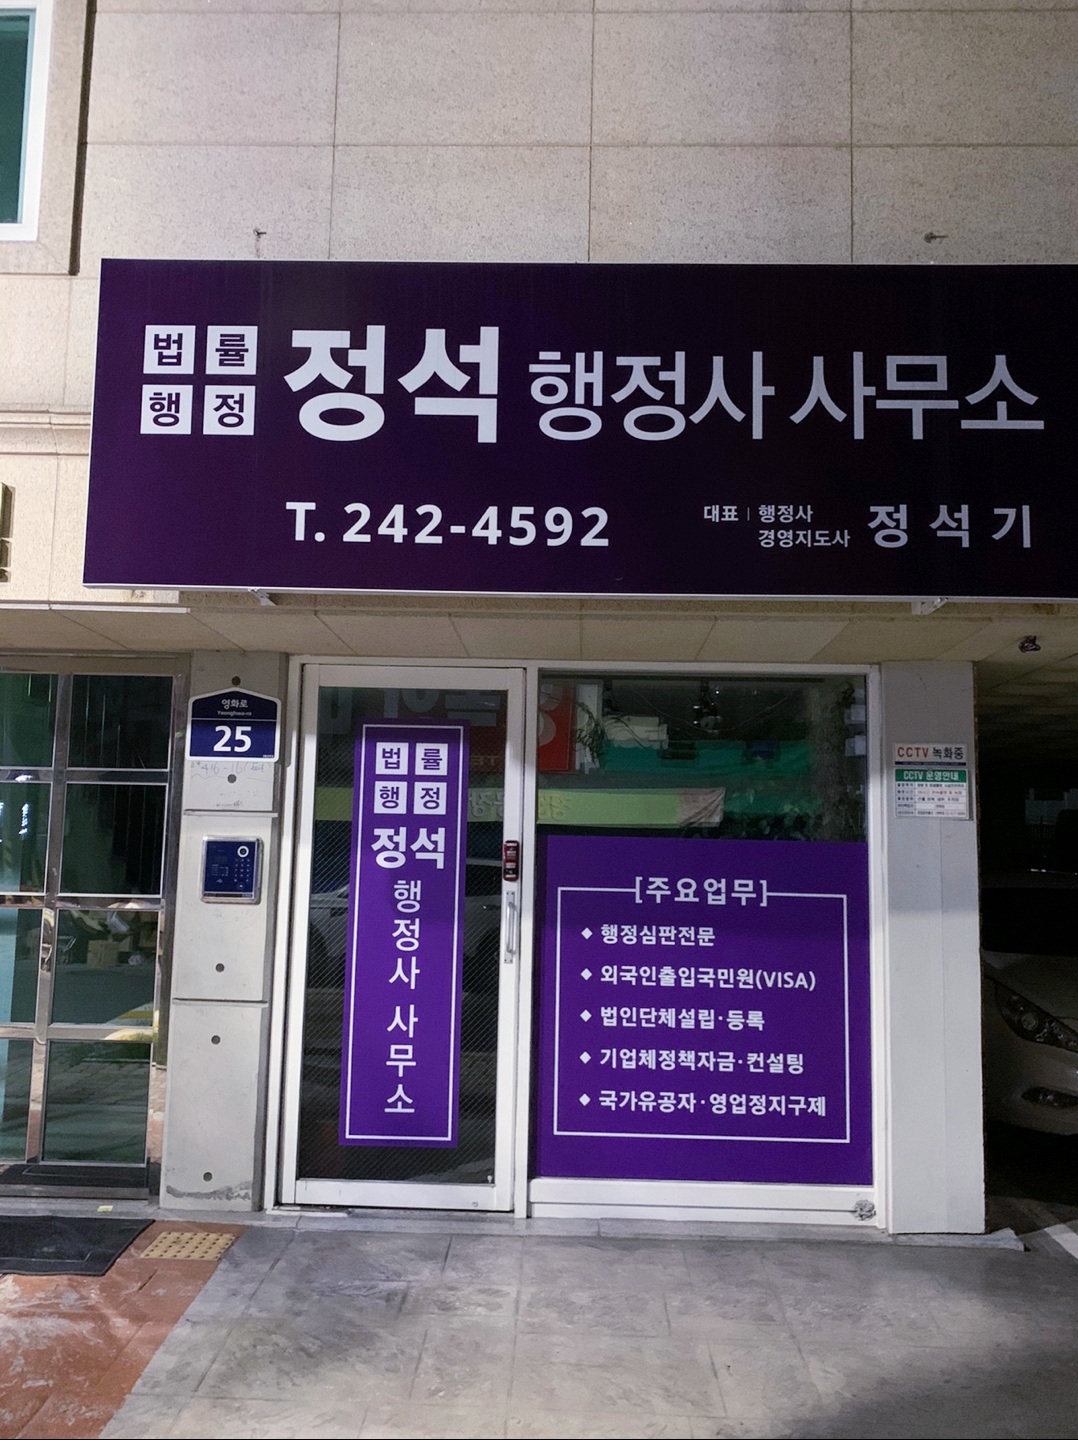 법률
행정
정석 행정사 사무소
T. 242-4592
대표 | 행정사
경영지도사
정석기
영화로
Yeonghwa-ro
25
법률
행정
정석
행정사 사무소
[주요업무]
◆ 행정심판전문
◆ 외국인출입국민원(VISA)
◆ 법인단체설립·등록
◆ 기업체정책자금·컨설팅
◆ 국가유공자·영업정지구제
CCTV 녹화중
CCTV 운영안내